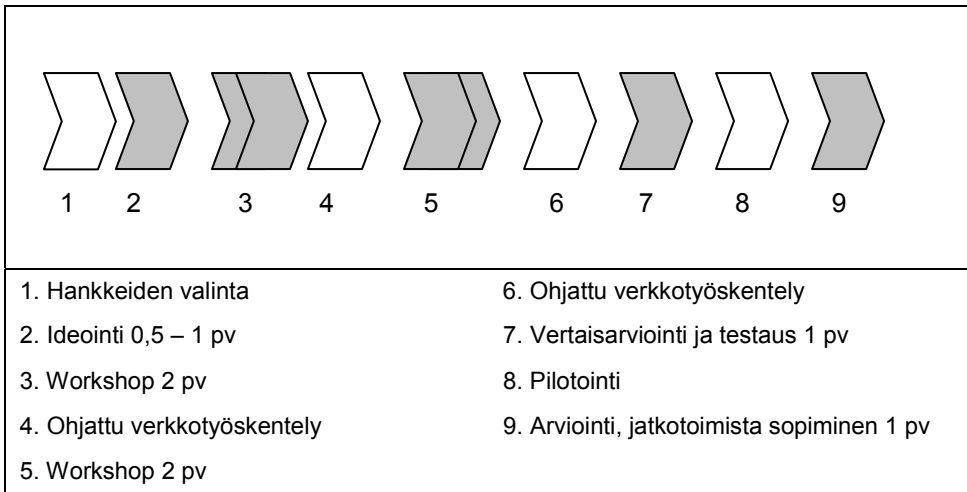 1 2 3 4 5 6 7 8 9
1. Hankkeiden valinta
2. Ideointi 0,5 – 1 pv
3. Workshop 2 pv
4. Ohjattu verkkotyöskentely
5. Workshop 2 pv
6. Ohjattu verkkotyöskentely
7. Vertaisarviointi ja testaus 1 pv
8. Pilotointi
9. Arviointi, jatkotoimista sopiminen 1 pv